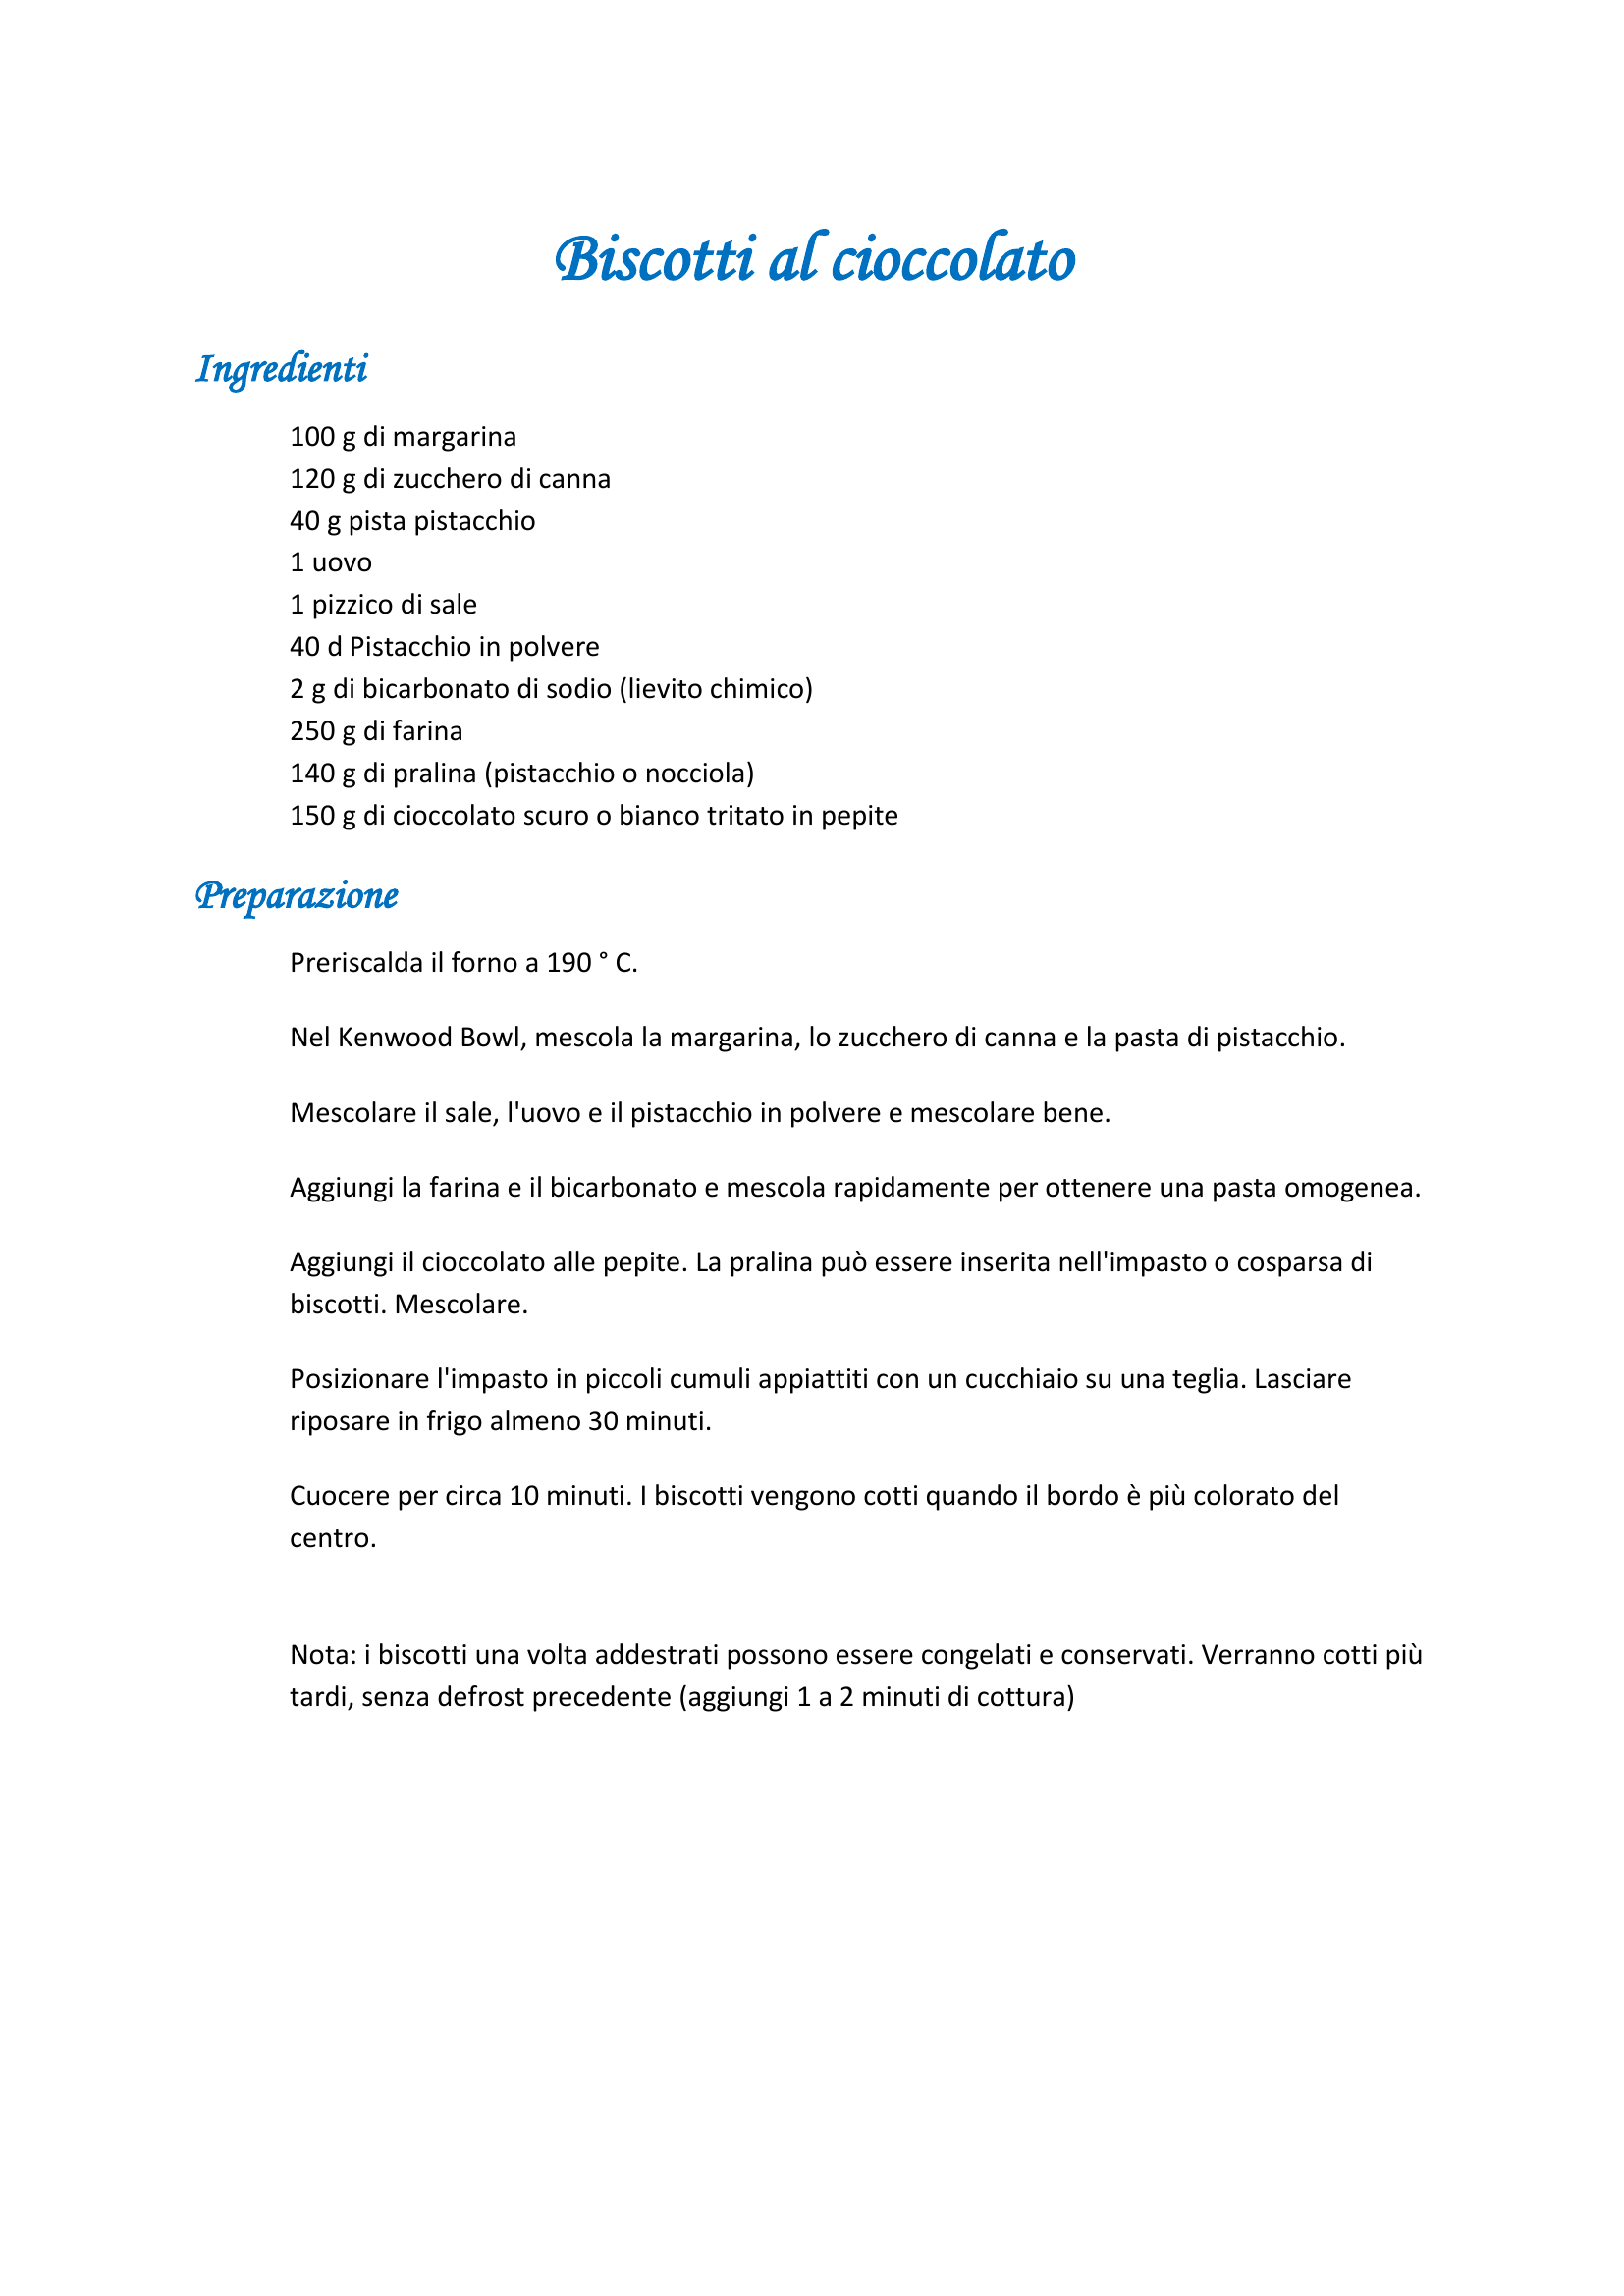 Biscotti al cioccolato
Ingredienti
100 g di margarina
120 g di zucchero di canna
40 g pista pistacchio
1 uovo
1 pizzico di sale
40 d Pistacchio in polvere
2 g di bicarbonato di sodio (lievito chimico)
250 g di farina
140 g di pralina (pistacchio o nocciola)
150 g di cioccolato scuro o bianco tritato in pepite
Preparazione
Preriscalda il forno a 190 ° C.
Nel Kenwood Bowl, mescola la margarina, lo zucchero di canna e la pasta di pistacchio.
Mescolare il sale, l'uovo e il pistacchio in polvere e mescolare bene.
Aggiungi la farina e il bicarbonato e mescola rapidamente per ottenere una pasta omogenea.
Aggiungi il cioccolato alle pepite. La pralina può essere inserita nell'impasto o cosparsa di
biscotti. Mescolare.
Posizionare l'impasto in piccoli cumuli appiattiti con un cucchiaio su una teglia. Lasciare
riposare in frigo almeno 30 minuti.
Cuocere per circa 10 minuti. I biscotti vengono cotti quando il bordo è più colorato del
centro.
Nota: i biscotti una volta addestrati possono essere congelati e conservati. Verranno cotti più
tardi, senza defrost precedente (aggiungi 1 a 2 minuti di cottura)